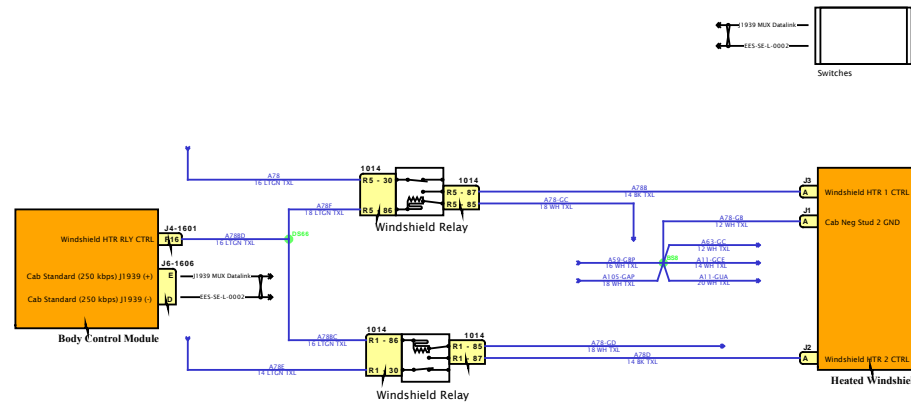 J1939 MUX Datalink
EES-SE-L-0002
Switches
1014
A78
16 LTGN TXL
R5 - 30
1014
R5 - 87
A78B
14 BK TXL
J3
A
Windshield HTR 1 CTRL
A78F
18 LTGN TXL
R5 - 86
R5 - 85
A78-GC
18 WH TXL
Windshield Relay
J1
A
Cab Neg Stud 2 GND
A78-GB
12 WH TXL
J4-1601
Windshield HTR RLY CTRL
F16
A78BD
16 LTGN TXL
A63-GC
12 WH TXL
A59-GBP
16 WH TXL
A11-GCE
14 WH TXL
A105-GAP
18 WH TXL
A11-GUA
20 WH TXL
J6-1606
Cab Standard (250 kbps) J1939 (+)
E
J1939 MUX Datalink
Cab Standard (250 kbps) J1939 (-)
D
EES-SE-L-0002
Body Control Module
1014
A78BC
16 LTGN TXL
R1 - 86
1014
R1 - 85
A78-GD
18 WH TXL
A78E
14 LTGN TXL
R1 - 30
R1 - 87
A78D
14 BK TXL
J2
A
Windshield HTR 2 CTRL
Windshield Relay
Heated Windshie